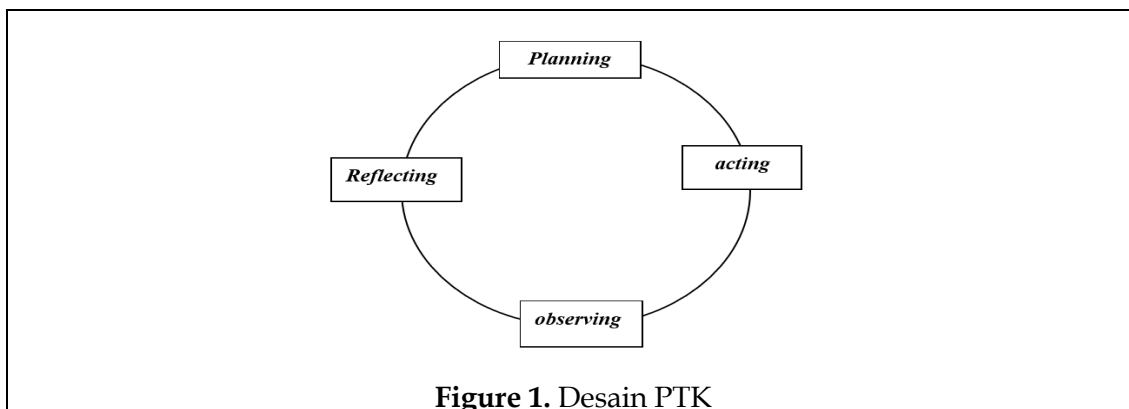 Planning
acting
Reflecting
observing
Figure 1. Desain PTK